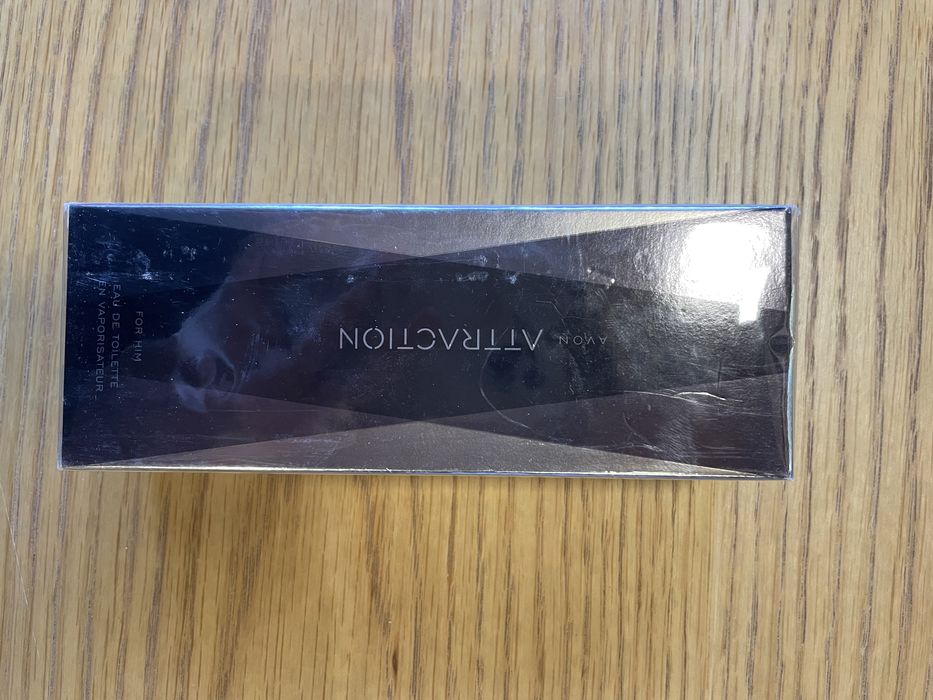 AVON
ATTRACTION
FOR HIM
EAU DE TOILETTE
EN VAPORISATEUR